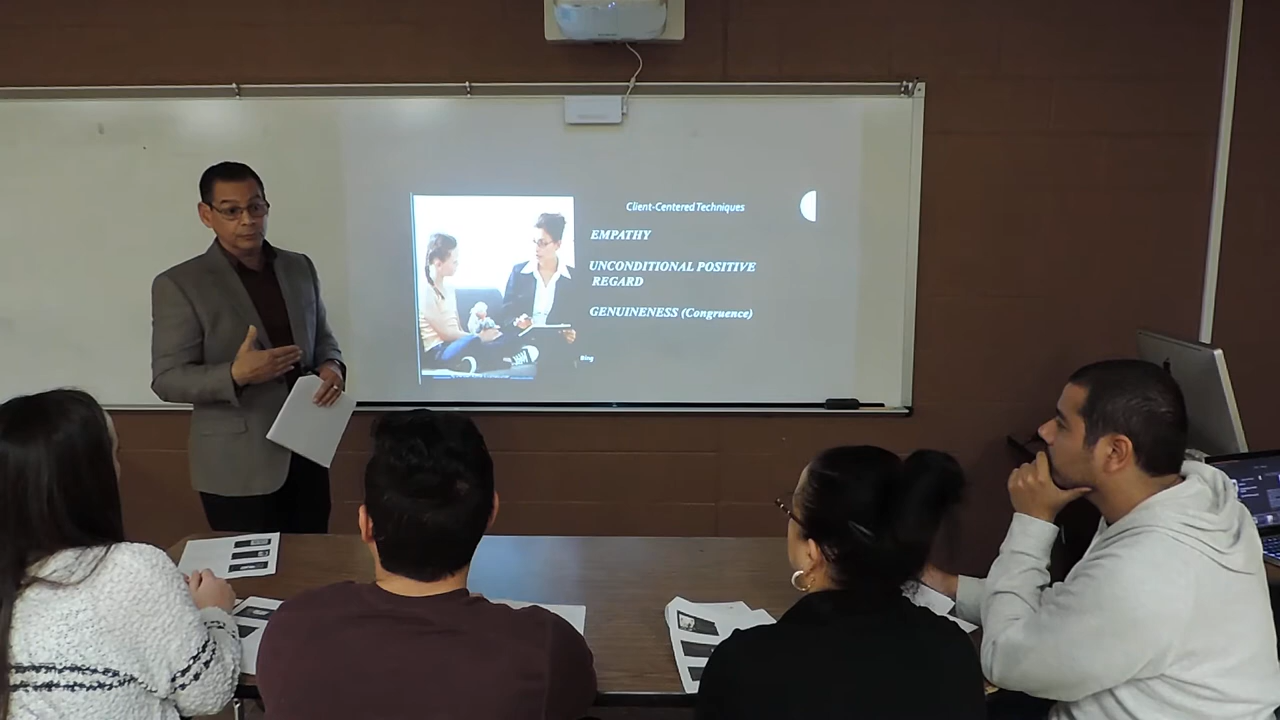 Client-Centered Techniques
EMPATHY
UNCONDITIONAL POSITIVE
REGARD
GENUINENESS (Congruence)
Bing